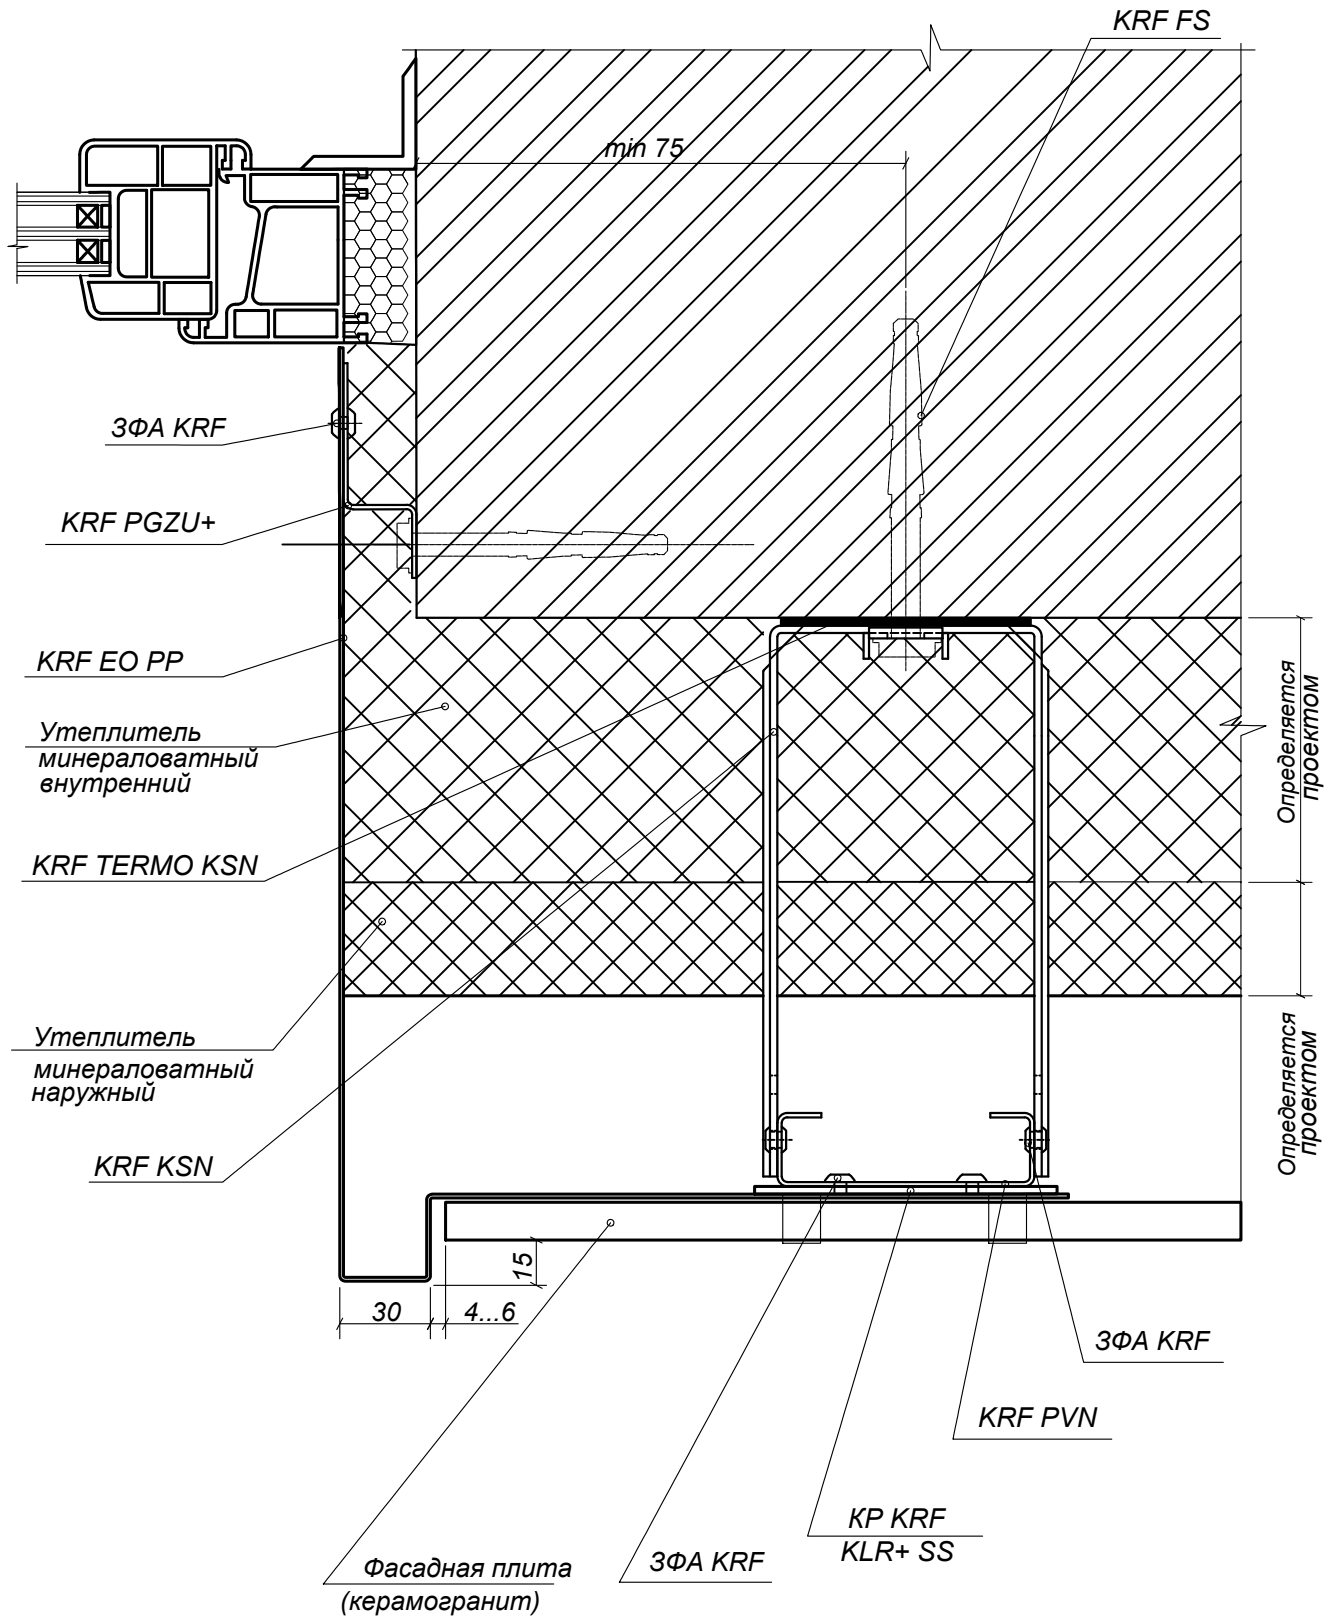 KRF FS
min 75
ЗФА KRF
KRF PGZU+
KRF EO PP
Утеплитель
минераловатный
внутренний
Определяется
проектом
KRF TERMO KSN
Утеплитель
минераловатный
наружный
Определяется
проектом
KRF KSN
15
30
4...6
ЗФА KRF
KRF PVN
КР KRF
KLR+ SS
ЗФА KRF
Фасадная плита
(керамогранит)